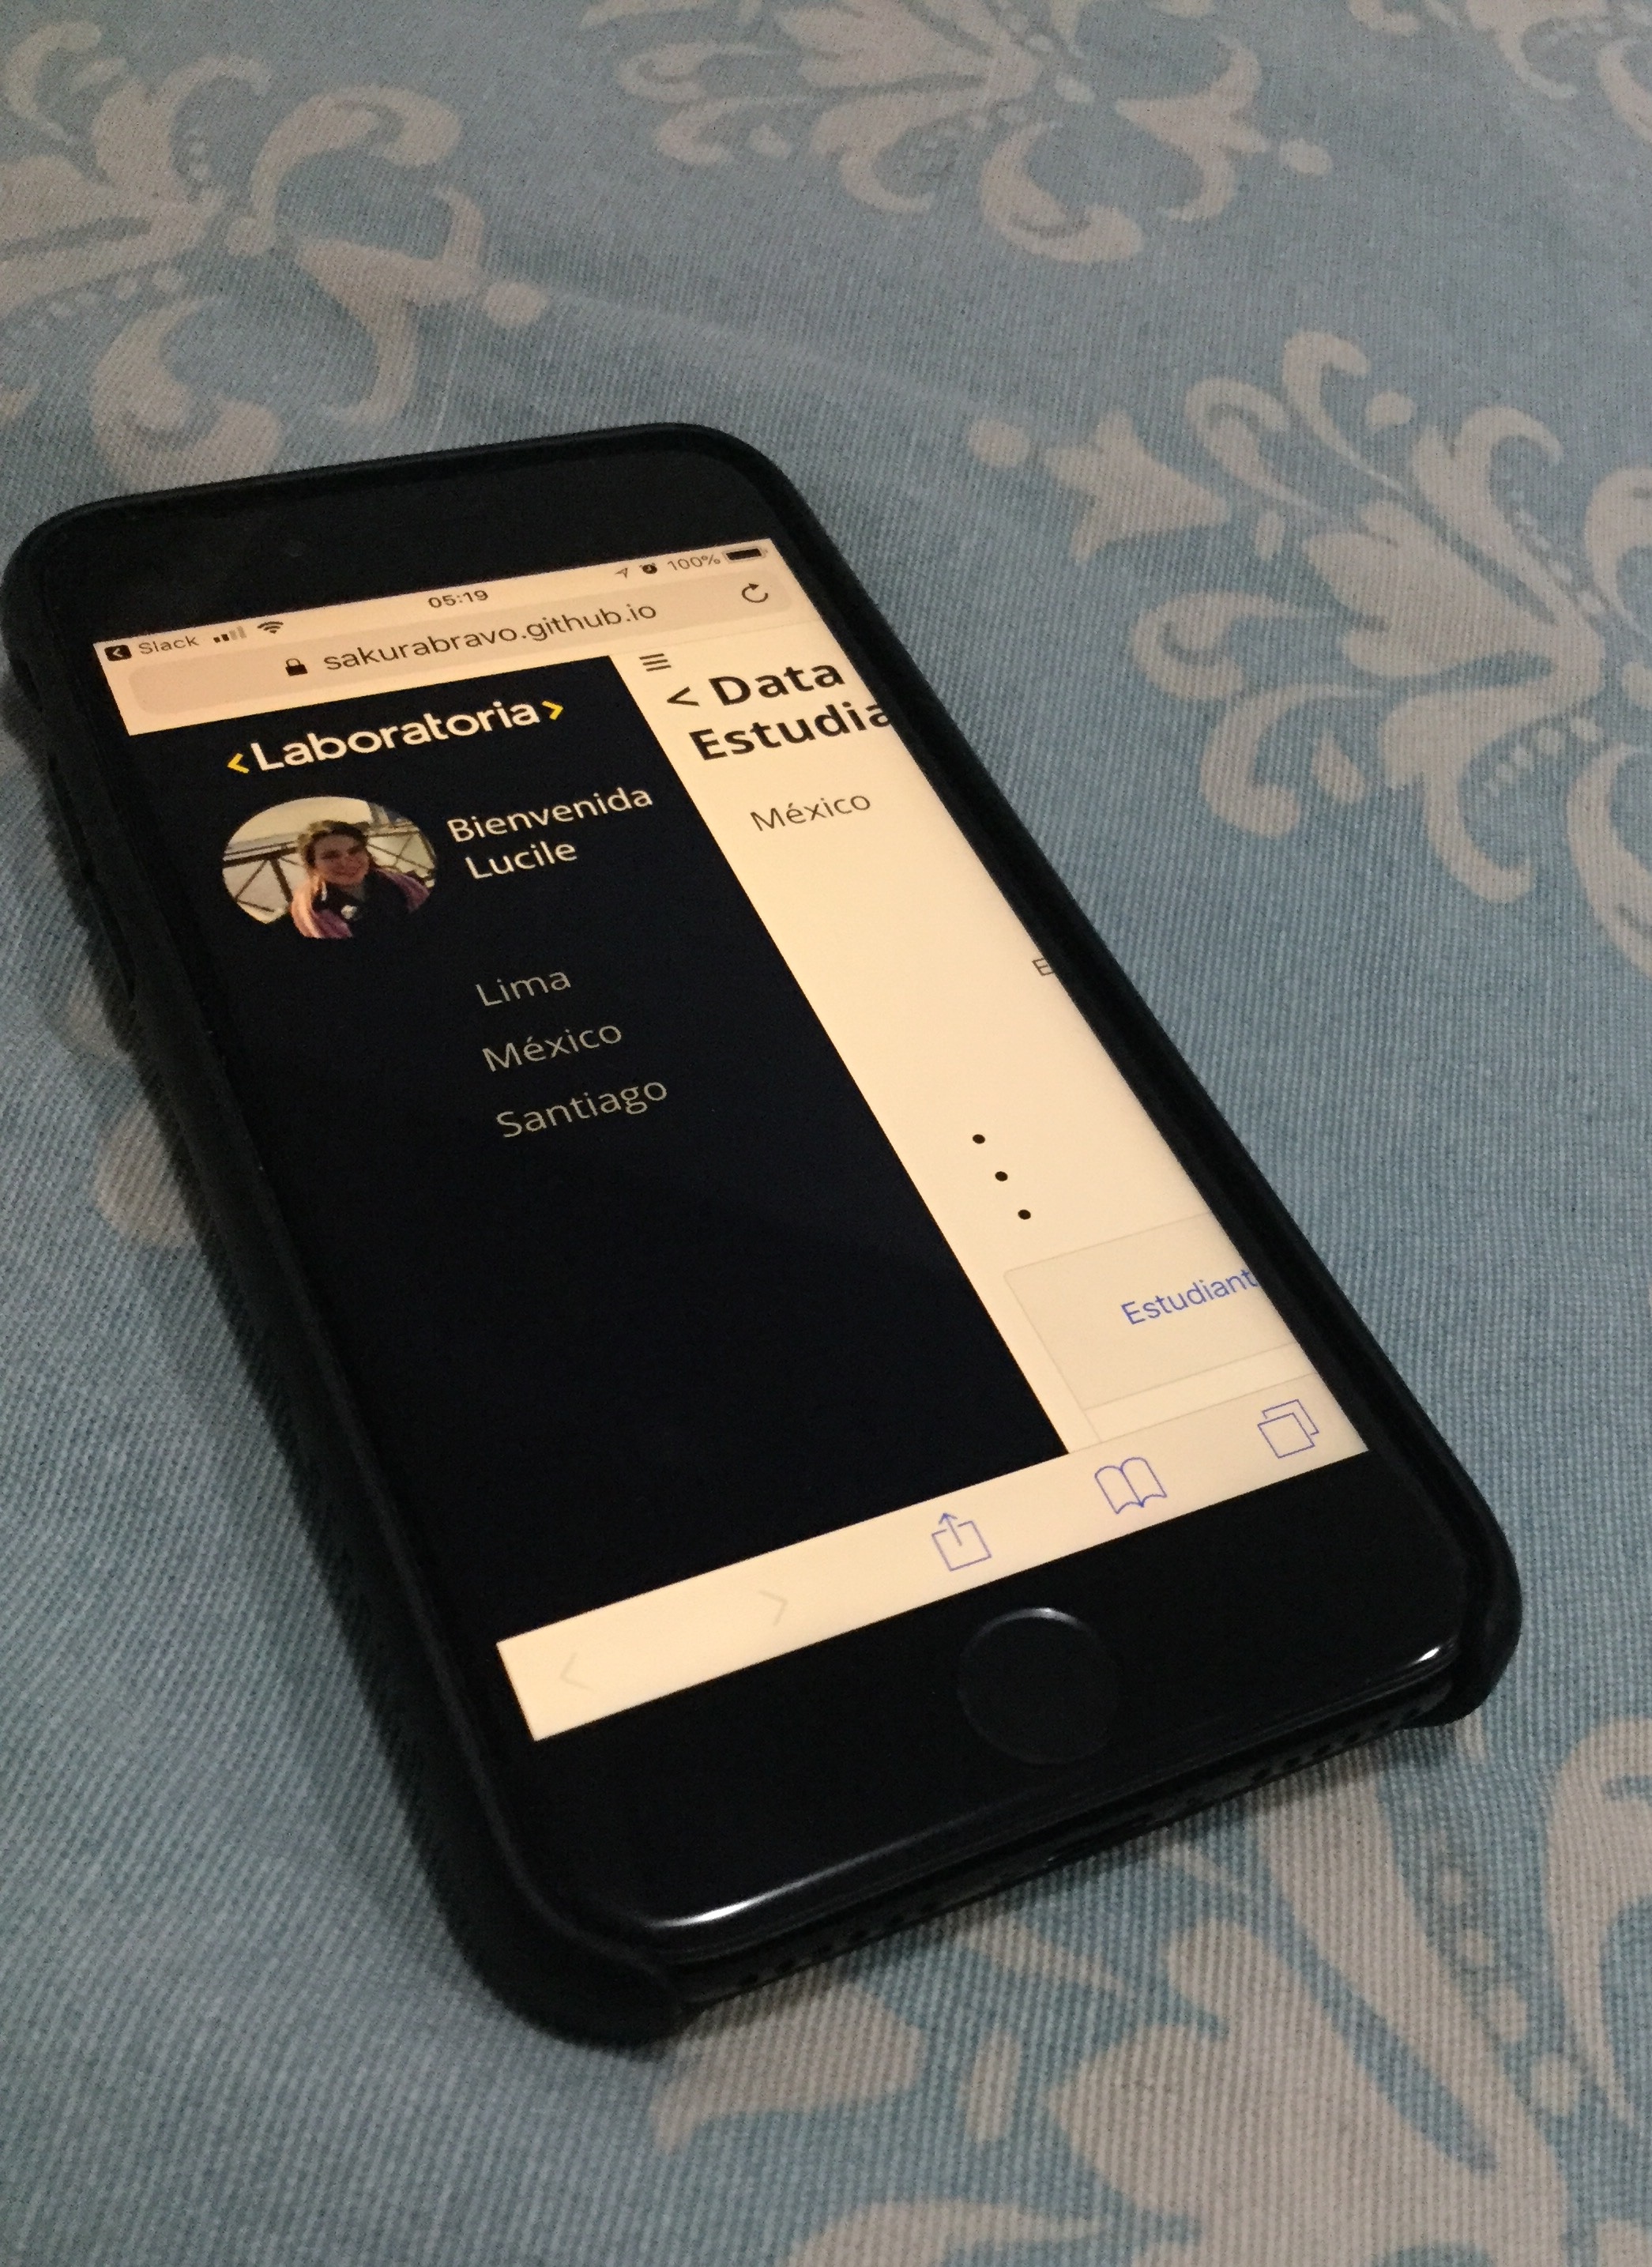 Slack 05:19 100%
sakurabravo.github.io
<Laboratoria>
Bienvenida
Lucile
Lima
México
Santiago
< Data
Estudia
México
E
Estudiant